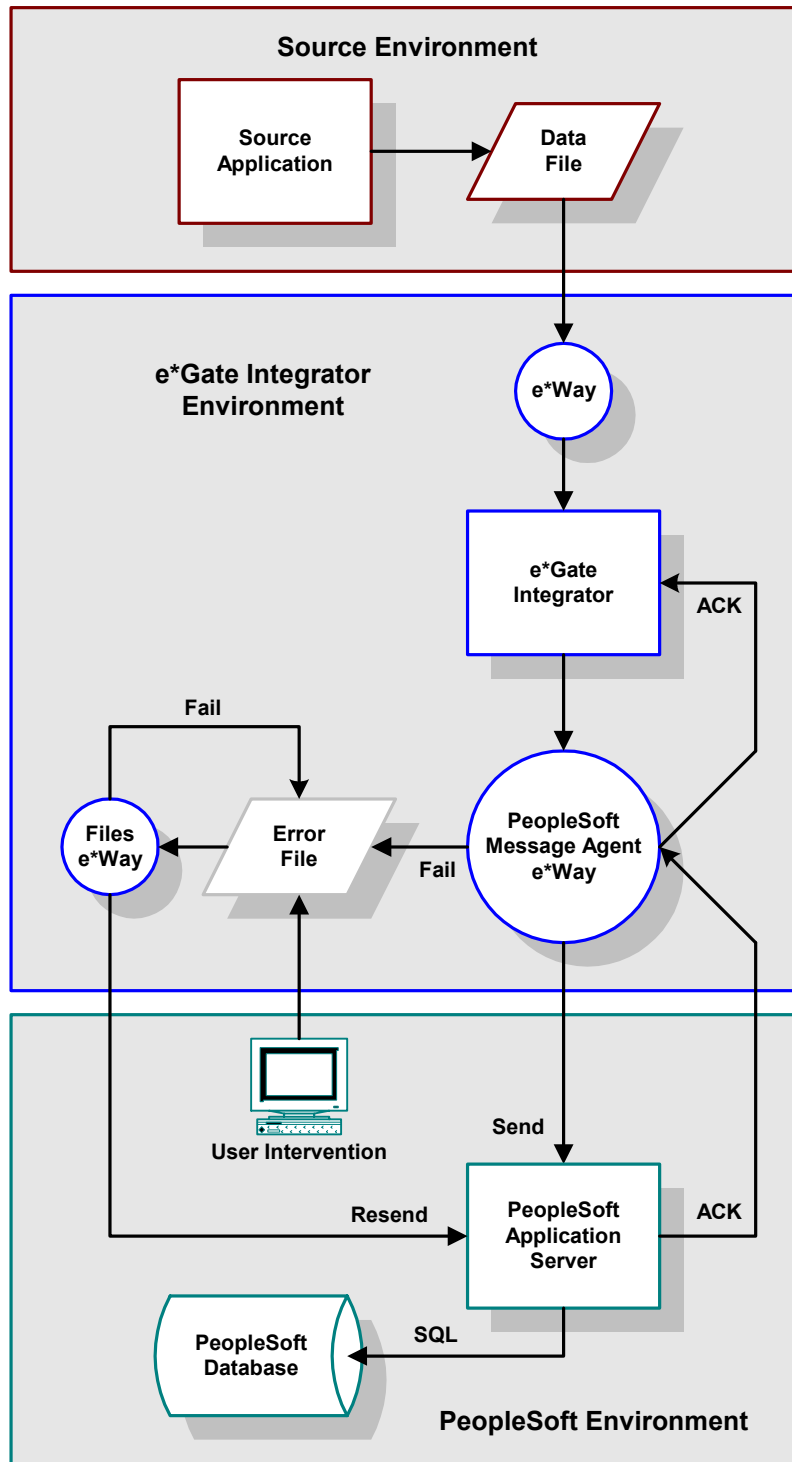 Source Environment
Source
Application
Data
File
e*Gate Integrator
Environment
e*Way
e*Gate
Integrator
ACK
Fail
Files
e*Way
Error
File
Fail
PeopleSoft
Message Agent
e*Way
User Intervention
Send
Resend
PeopleSoft
Application
Server
ACK
SQL
PeopleSoft
Database
PeopleSoft Environment